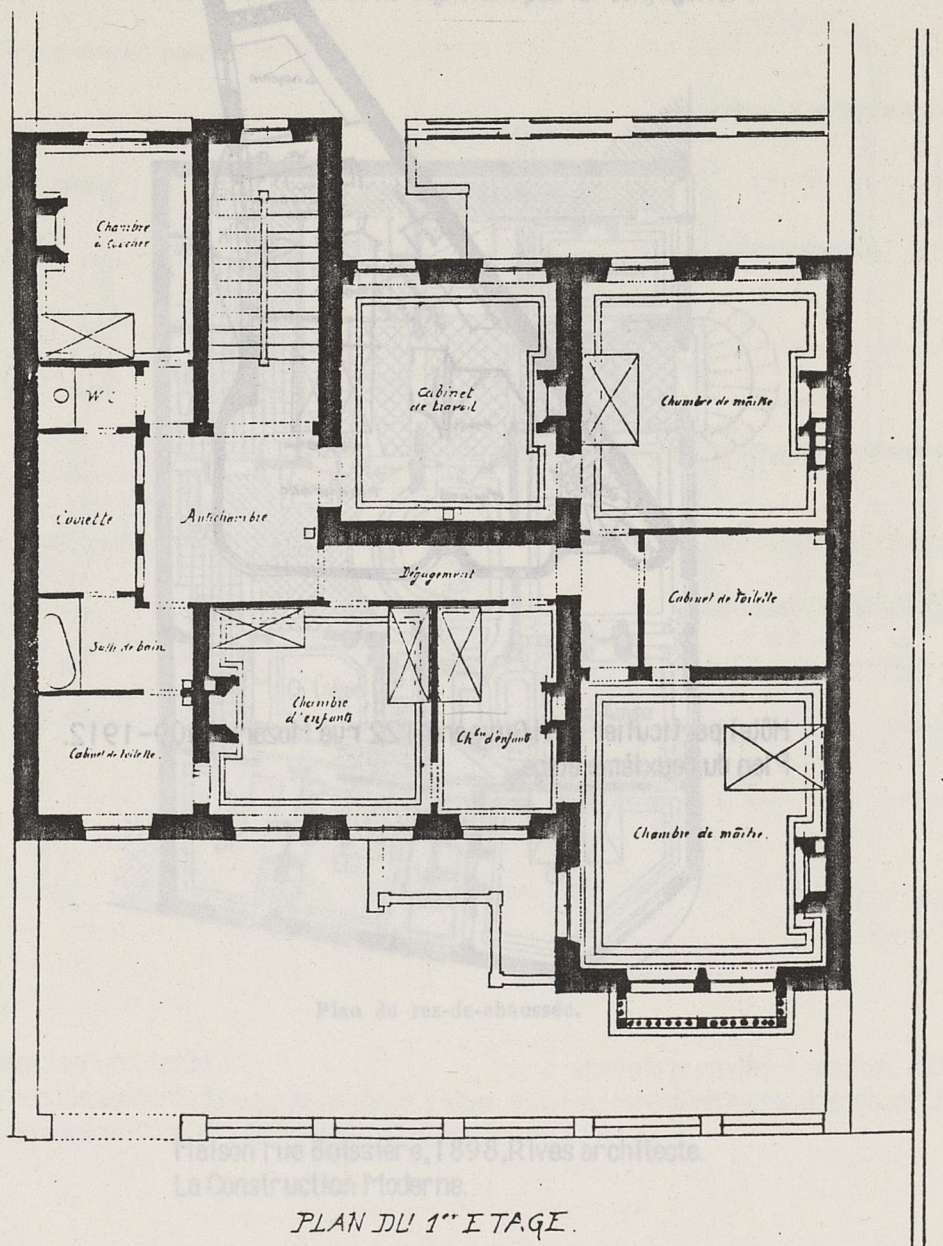 Chambre
à coucher
W C
Cabinet
de travail
Chambre de maître
Courette
Antichambre
Dégagement
Cabinet de toilette
Salle de bain
Chambre
d'enfants
Chbre d'enfant
Cabinet de toilette
Chambre de maître.
Plan du rez-de-chaussée.
Maison rue Boissière, 1898, Rives architecte.
La Construction Moderne.
PLAN DU 1er ETAGE.